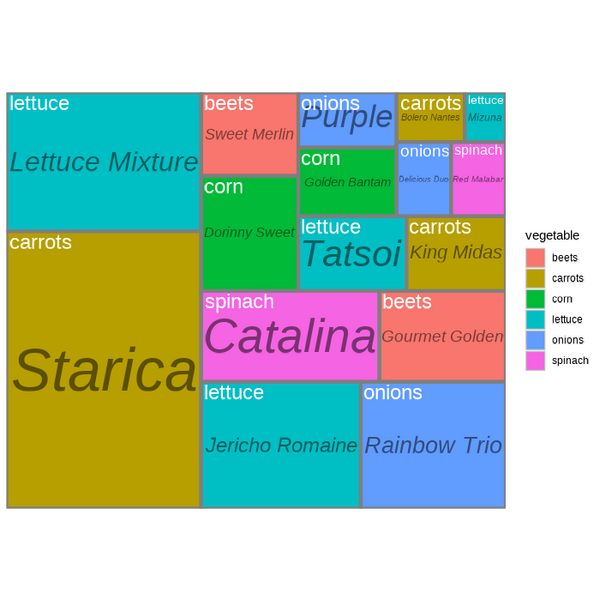 lettuce
Lettuce Mixture
carrots
Starica
beets
Sweet Merlin
corn
Dorinny Sweet
onions
Purple
corn
Golden Bantam
carrots
Bolero Nantes
lettuce
Mizuna
onions
Delicious Duo
spinach
Red Malabar
lettuce
Tatsoi
carrots
King Midas
spinach
Catalina
beets
Gourmet Golden
lettuce
Jericho Romaine
onions
Rainbow Trio
vegetable
beets
carrots
corn
lettuce
onions
spinach